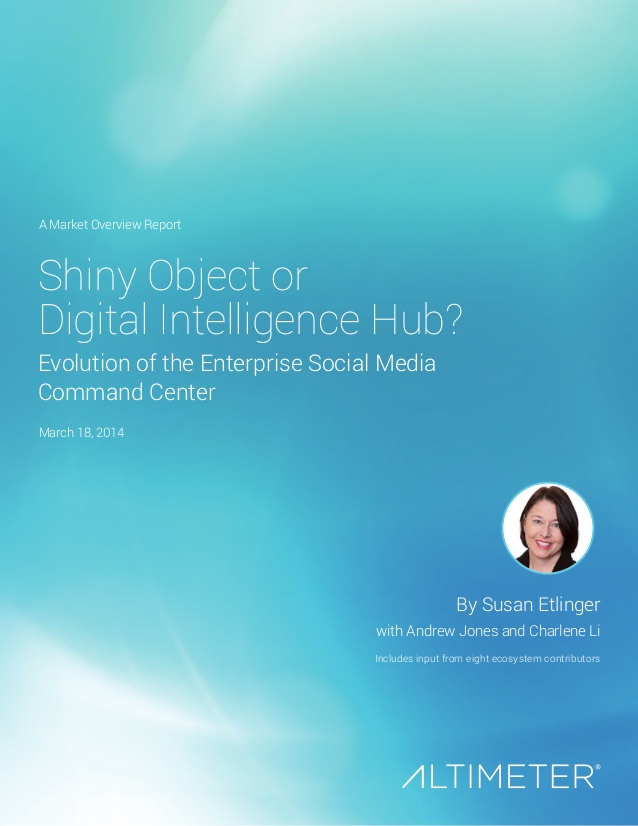 A Market Overview Report
Shiny Object or
Digital Intelligence Hub?
Evolution of the Enterprise Social Media
Command Center
March 18, 2014
By Susan Etlinger
with Andrew Jones and Charlene Li
Includes input from eight ecosystem contributors
ALTIMETER®